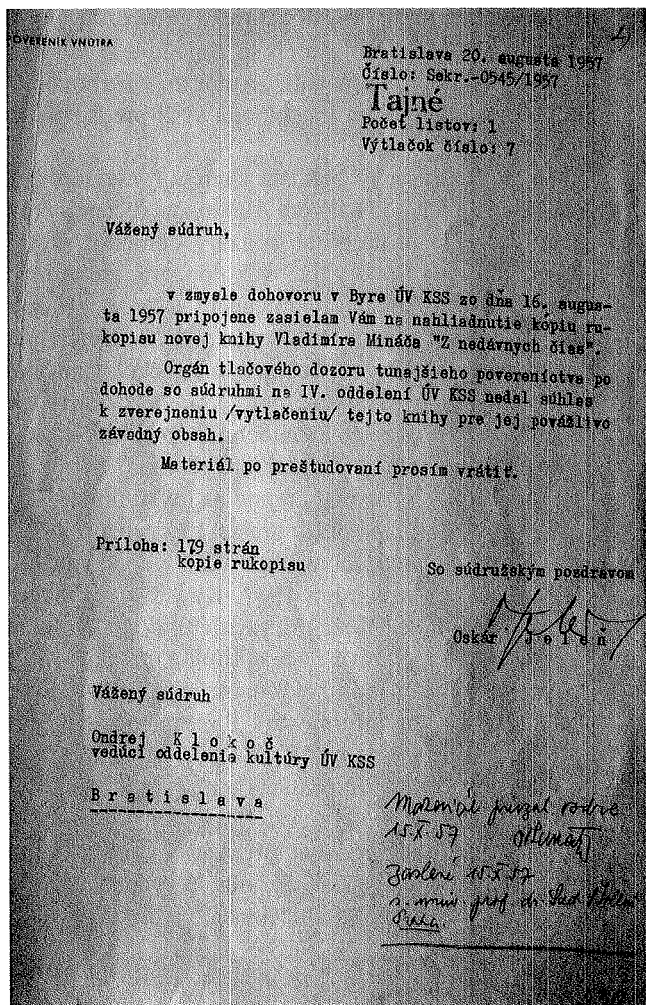 POVERENÍK VNÚTRA
Bratislava 20. augusta 1957
Číslo: Sekr.-0545/1957
Tajné
Počet listov: 1
Výtlačok číslo: 7
Vážený súdruh,
v zmysle dohovoru v Byre ÚV KSS zo dňa 16. augus-
ta 1957 pripojene zasielam Vám na nahliadnutie kópiu ru-
kopisu novej knihy Vladimíra Mináča "Z nedávnych čias".
Orgán tlačového dozoru tunajšieho povereníctva po
dohode so súdruhmi na IV. oddelení ÚV KSS nedal súhlas
k zverejneniu /vytlačeniu/ tejto knihy pre jej povážlivo
závadný obsah.
Materiál po preštudovaní prosím vrátiť.
Príloha: 179 strán
kopie rukopisu
So súdružským pozdravom
Oskár Jeleň
Vážený súdruh
Ondrej Klokoč
vedúci oddelenia kultúry ÚV KSS
Bratislava
15.X.57
Zaslené 15.X.57
prof. dr.